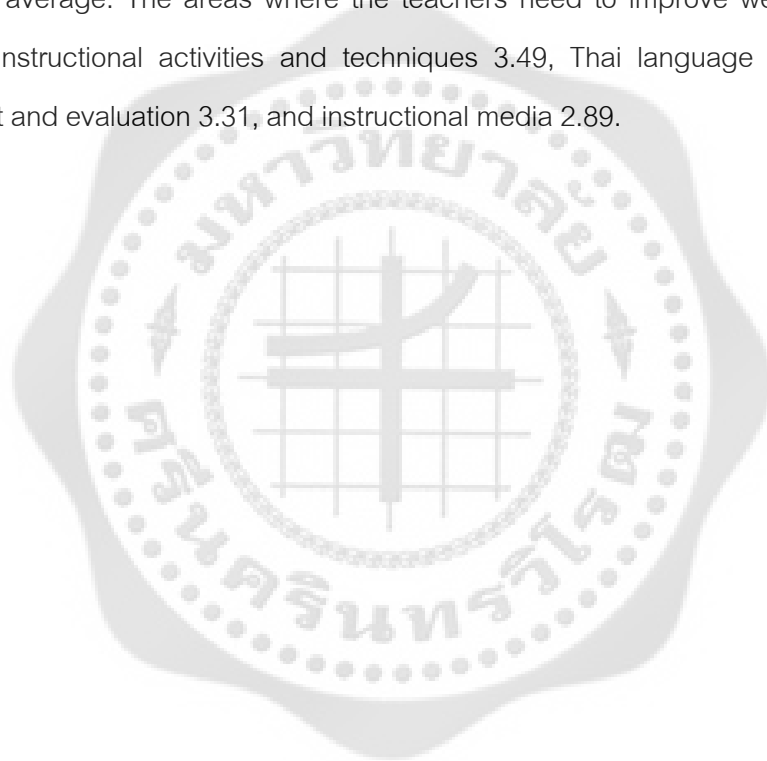 average. The areas where the teachers need to improve we
nstructional activities and techniques 3.49, Thai language
t and evaluation 3.31, and instructional media 2.89.
มหาวิทยาลัย
ศรีนครินทรวิโรฒ